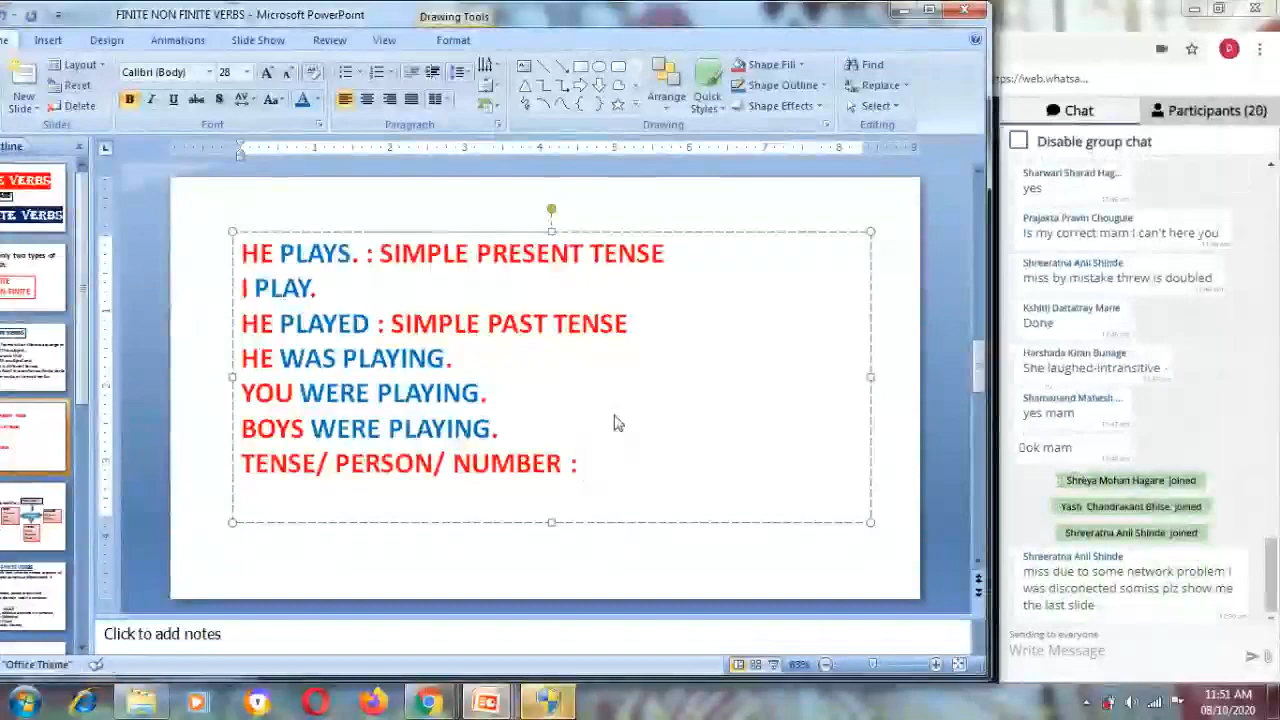 FINITE NON FINITE VERBS - Microsoft PowerPoint
Drawing Tools
Insert
Design
Animations
Slide Show
Review
View
Format
New
Slide
Layout
Reset
Delete
Slides
Calibri (Body)
28
B I U abc S AV Aa A
Font
Paragraph
Arrange
Quick
Styles
Shape Fill
Shape Outline
Shape Effects
Drawing
Find
Replace
Select
Editing
HE PLAYS. : SIMPLE PRESENT TENSE
I PLAY.
HE PLAYED : SIMPLE PAST TENSE
HE WAS PLAYING.
YOU WERE PLAYING.
BOYS WERE PLAYING.
TENSE/ PERSON/ NUMBER :
Click to add notes
"Office Theme"
83%
Chat
Participants (20)
Disable group chat
Sharwari Sharad Hag...
yes
Prajakta Pravin Chougule
Is my correct mam I can't here you
Shreeratna Anil Shinde
miss by mistake threw is doubled
Kshitij Dattatray Mane
Done
Harshada Kiran Bunage
She laughed-intransitive -
Shamanand Mahesh ...
yes mam
ok mam
Shreya Mohan Hagare joined
Yash Chandrakant Bhise. joined
Shreeratna Anil Shinde joined
Shreeratna Anil Shinde
miss due to some network problem I
was disconected somiss plz show me
the last slide
Sending to everyone
Write Message
11:51 AM
08/10/2020